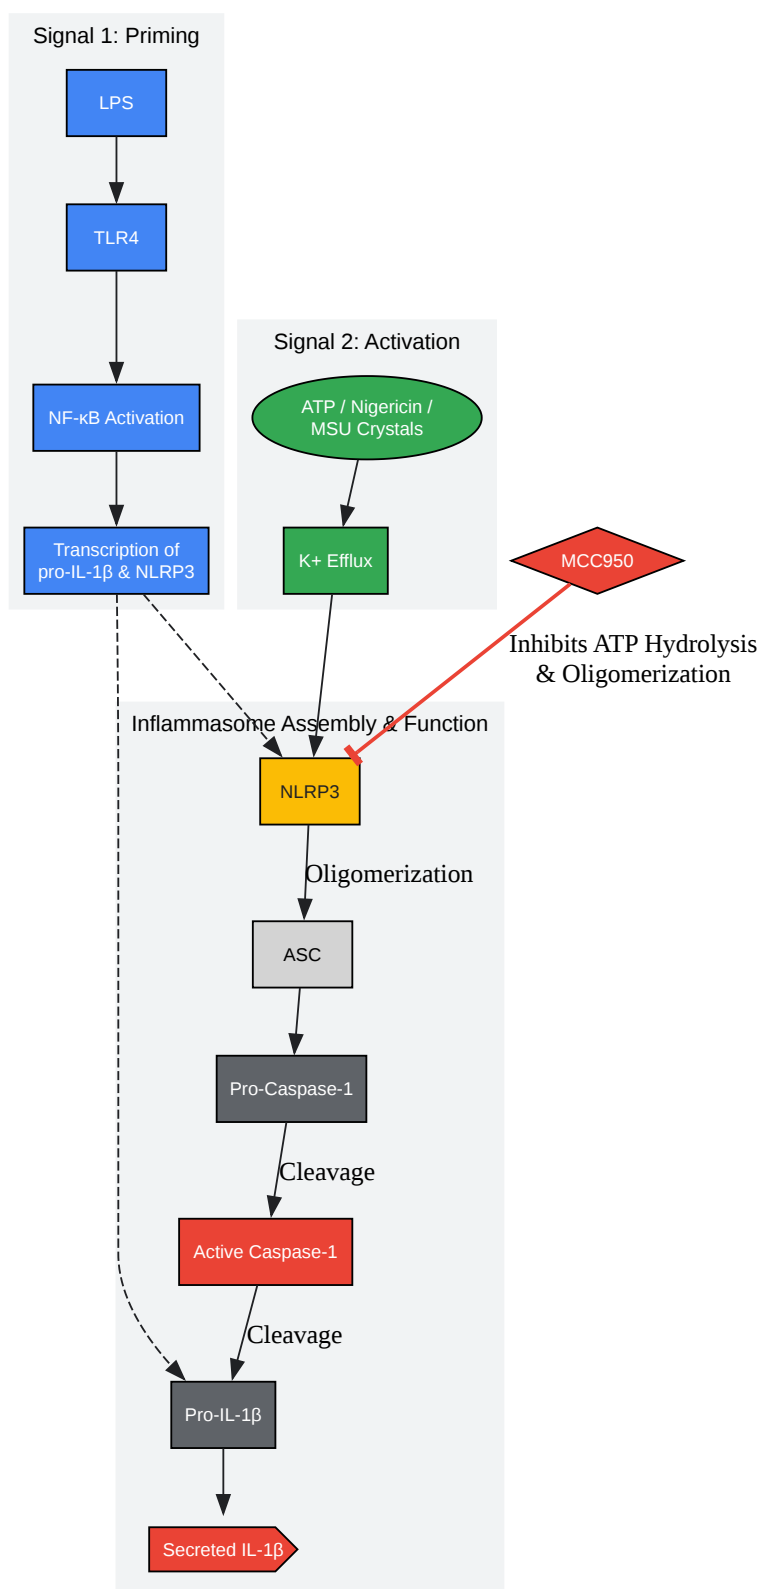 Signal 1: Priming
LPS
TLR4
NF-κB Activation
Transcription of
pro-IL-1β & NLRP3
Signal 2: Activation
ATP / Nigericin /
MSU Crystals
K+ Efflux
MCC950
Inhibits ATP Hydrolysis
& Oligomerization
Inflammasome Assembly & Function
NLRP3
Oligomerization
ASC
Pro-Caspase-1
Cleavage
Active Caspase-1
Cleavage
Pro-IL-1β
Secreted IL-1β